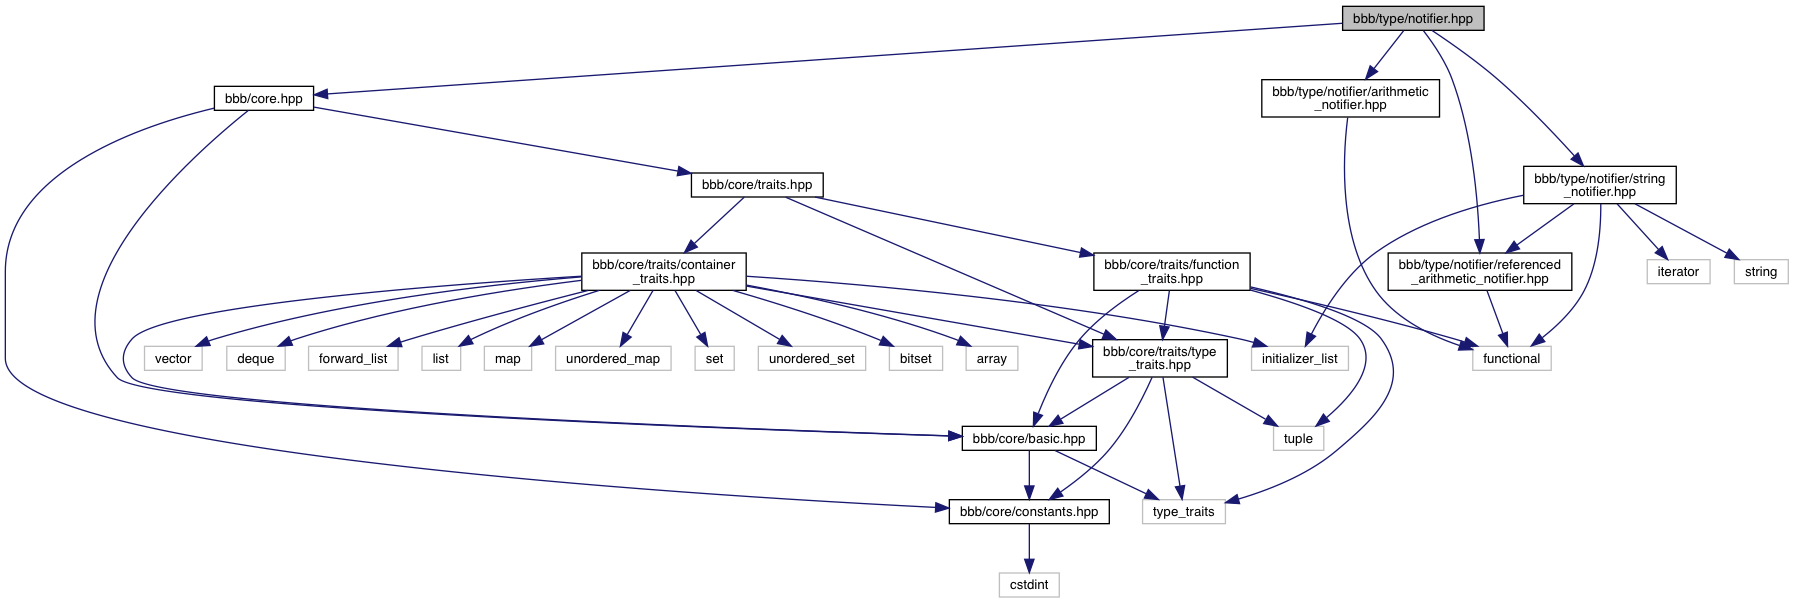 bbb/type/notifier.hpp
bbb/core.hpp
bbb/type/notifier/arithmetic
_notifier.hpp
bbb/core/traits.hpp
bbb/type/notifier/string
_notifier.hpp
bbb/core/traits/container
_traits.hpp
bbb/core/traits/function
_traits.hpp
bbb/type/notifier/referenced
_arithmetic_notifier.hpp
iterator
string
vector
deque
forward_list
list
map
unordered_map
set
unordered_set
bitset
array
bbb/core/traits/type
_traits.hpp
initializer_list
functional
bbb/core/basic.hpp
tuple
bbb/core/constants.hpp
type_traits
cstdint